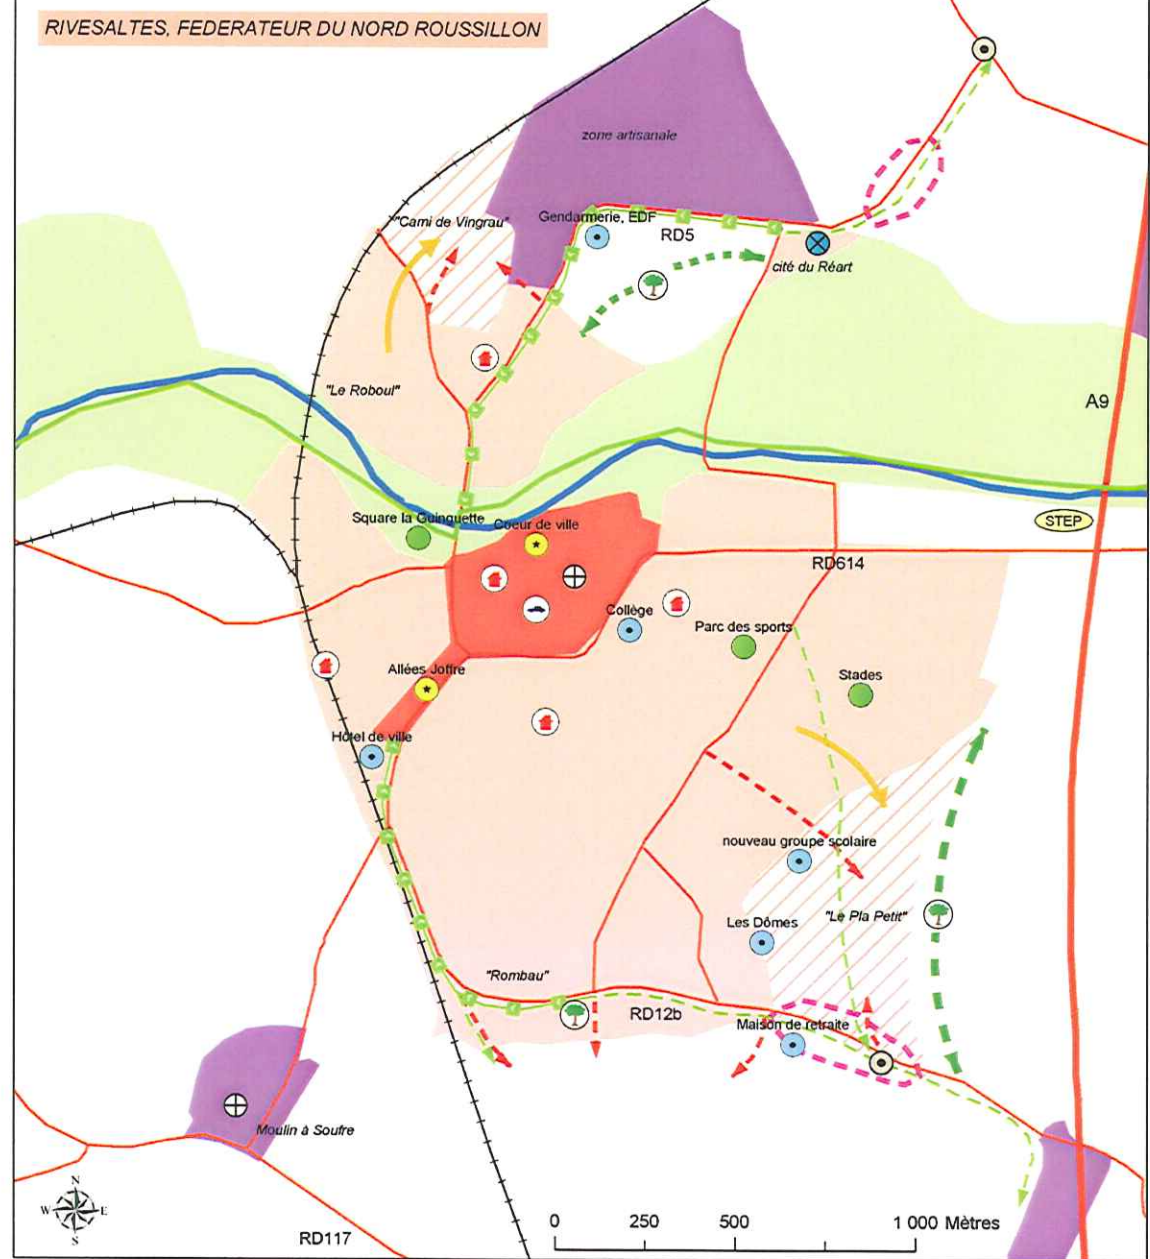 RIVESALTES, FEDERATEUR DU NORD ROUSSILLON
zone artisanale
"Cami de Vingrau"
Gendarmerie, EDF
RD5
cité du Réart
"Le Roboul"
A9
Square la Guinguette
Coeur de ville
STEP
RD614
Collège
Parc des sports
Allées Joffre
Stades
Hôtel de ville
nouveau groupe scolaire
Les Dômes
"Le Pla Petit"
"Rombau"
RD12b
Maison de retraite
Moulin à Soufre
N
W E
S
RD117
0 250 500 1 000 Mètres